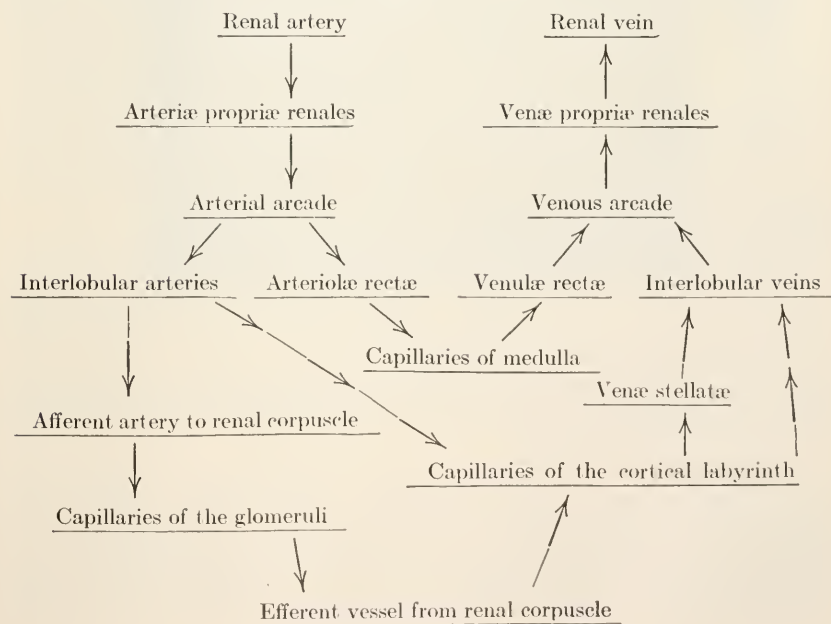 Renal artery Renal vein
Arteriæ propriæ renales Venæ propriæ renales
Arterial arcade Venous arcade
Interlobular arteries Arteriolæ rectæ Venulæ rectæ Interlobular veins
Capillaries of medulla
Venæ stellatæ
Afferent artery to renal corpuscle
Capillaries of the cortical labyrinth
Capillaries of the glomeruli
Efferent vessel from renal corpuscle